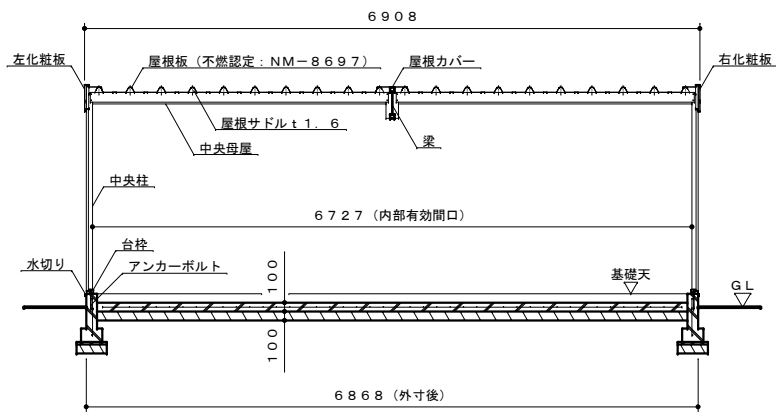 6908
左化粧板
屋根板（不燃認定：NM－8697）
屋根カバー
右化粧板
屋根サドルｔ1．6
中央母屋
梁
中央柱
6727（内部有効間口）
台枠
水切り
アンカーボルト
100
基礎天
GL
100
6868（外寸後）